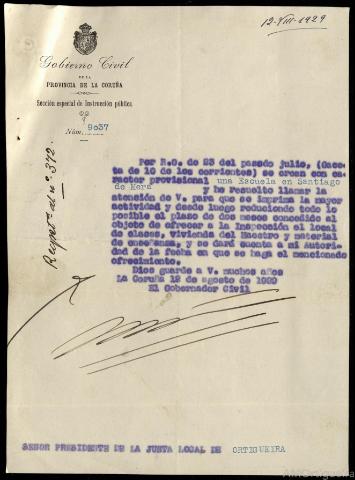 12-VIII-1929
Gobierno Civil
DE LA
PROVINCIA DE LA CORUÑA
Sección especial de Instrucción pública
Núm. 9037
Regdo. al nº. 372.
Por R.O. de 23 del pasado julio, (Gace-
ta de 10 de los corrientes) se crean con ca-
racter provisional una Escuela en Santiago
de Mera y he resuelto llamar la
atención de V. para que se imprima la mayor
actividad y desde luego reduciendo todo lo
posible el plazo de dos meses concedido al
objeto de ofrecer a la Inspección el local
de clases, vivienda del Maestro y material
de enseñanza, y se dará cuenta a mi Autori-
dad de la fecha en que se haga el mencionado
ofrecimiento.
Dios guarde a V. muchos años
La Coruña 12 de agosto de 1929
El Gobernador Civil
SEÑOR PRESIDENTE DE LA JUNTA LOCAL DE ORTIGUEIRA